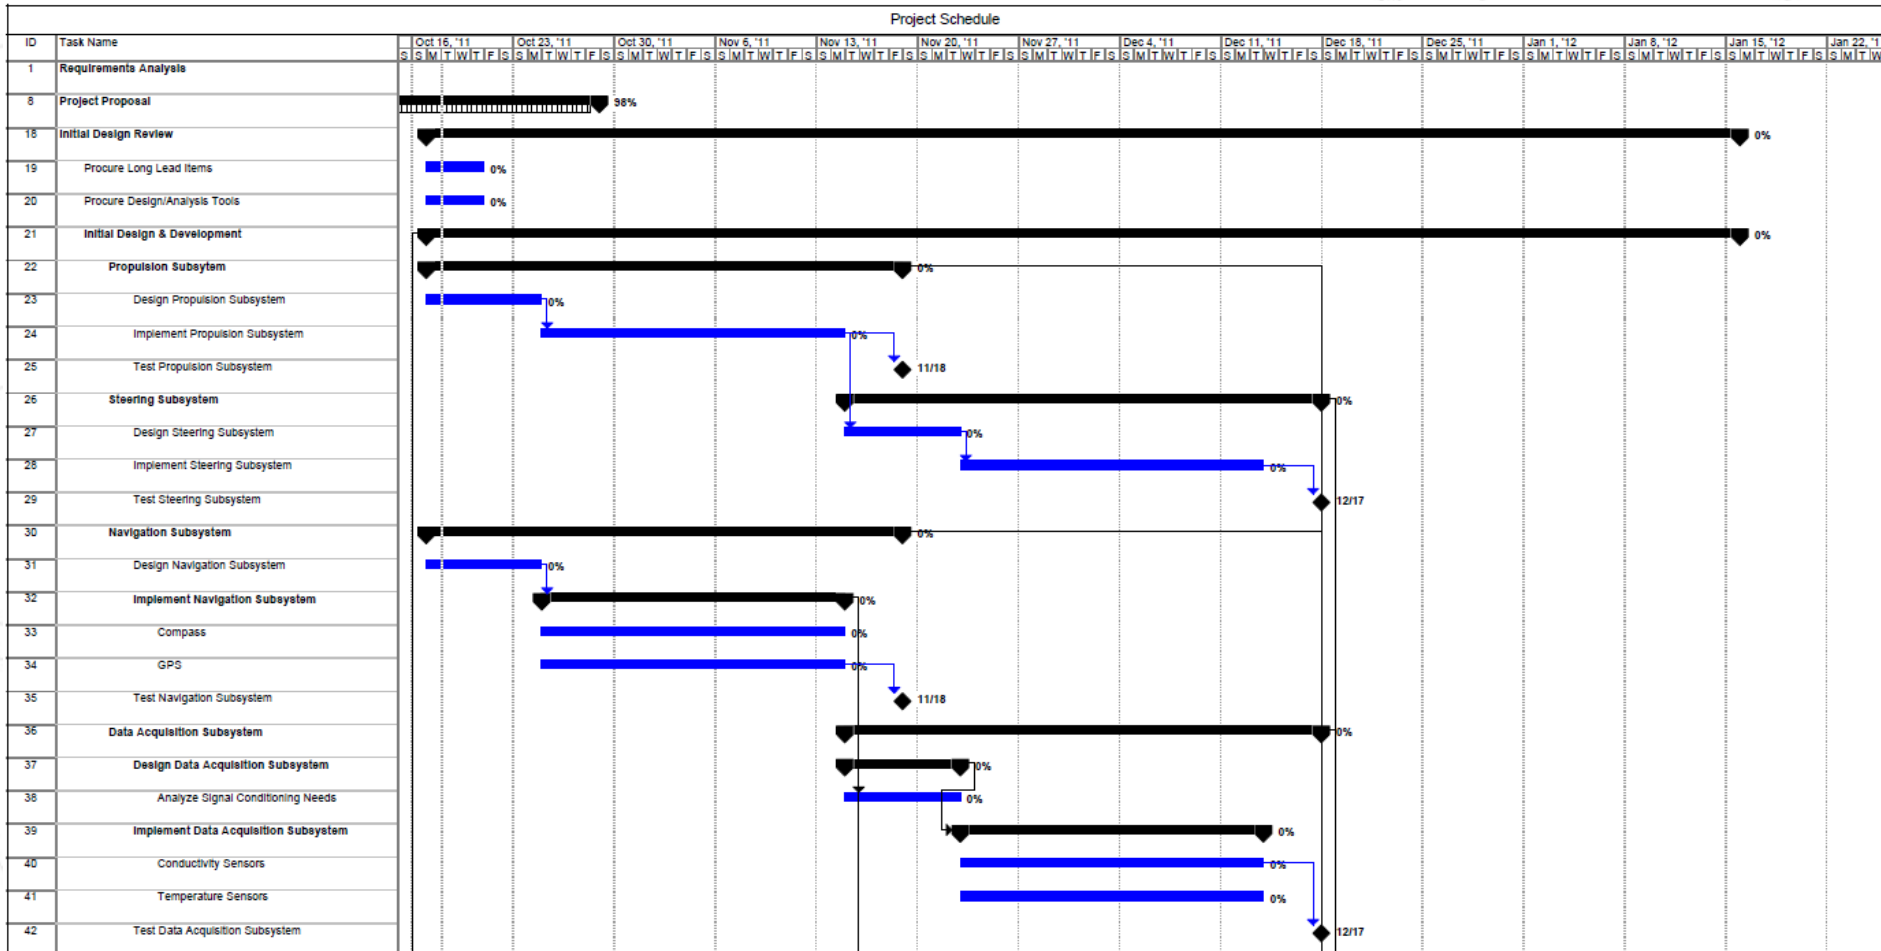 Project Schedule
ID Task Name Oct 16, '11 Oct 23, '11 Oct 30, '11 Nov 6, '11 Nov 13, '11 Nov 20, '11 Nov 27, '11 Dec 4, '11 Dec 11, '11 Dec 18, '11 Dec 25, '11 Jan 1, '12 Jan 8, '12 Jan 15, '12 Jan 22, '1
S S M T W T F S S M T W T F S S M T W T F S S M T W T F S S M T W T F S S M T W T F S S M T W T F S S M T W T F S S M T W T F S S M T W T F S S M T W T F S S M T W T F S S M T W T F S S M T W T F S S M T W
1 Requirements Analysis
8 Project Proposal 98%
18 Initial Design Review 0%
19 Procure Long Lead Items 0%
20 Procure Design/Analysis Tools 0%
21 Initial Design & Development 0%
22 Propulsion Subsytem 0%
23 Design Propulsion Subsystem 0%
24 Implement Propulsion Subsystem 0%
25 Test Propulsion Subsystem 11/18
26 Steering Subsystem 0%
27 Design Steering Subsystem 0%
28 Implement Steering Subsystem 0%
29 Test Steering Subsystem 12/17
30 Navigation Subsystem 0%
31 Design Navigation Subsystem 0%
32 Implement Navigation Subsystem 0%
33 Compass 0%
34 GPS 0%
35 Test Navigation Subsystem 11/18
36 Data Acquisition Subsystem 0%
37 Design Data Acquisition Subsystem 0%
38 Analyze Signal Conditioning Needs 0%
39 Implement Data Acquisition Subsystem 0%
40 Conductivity Sensors 0%
41 Temperature Sensors 0%
42 Test Data Acquisition Subsystem 12/17